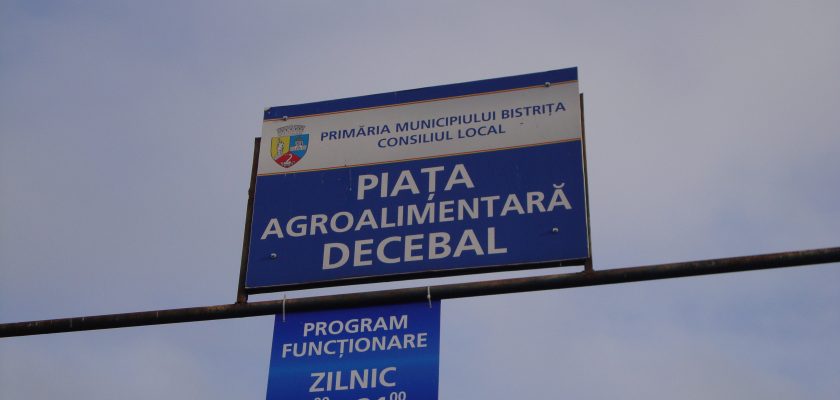 PRIMĂRIA MUNICIPIULUI BISTRIȚA
CONSILIUL LOCAL
PIAȚA
AGROALIMENTARĂ
DECEBAL
PROGRAM
FUNCȚIONARE
ZILNIC